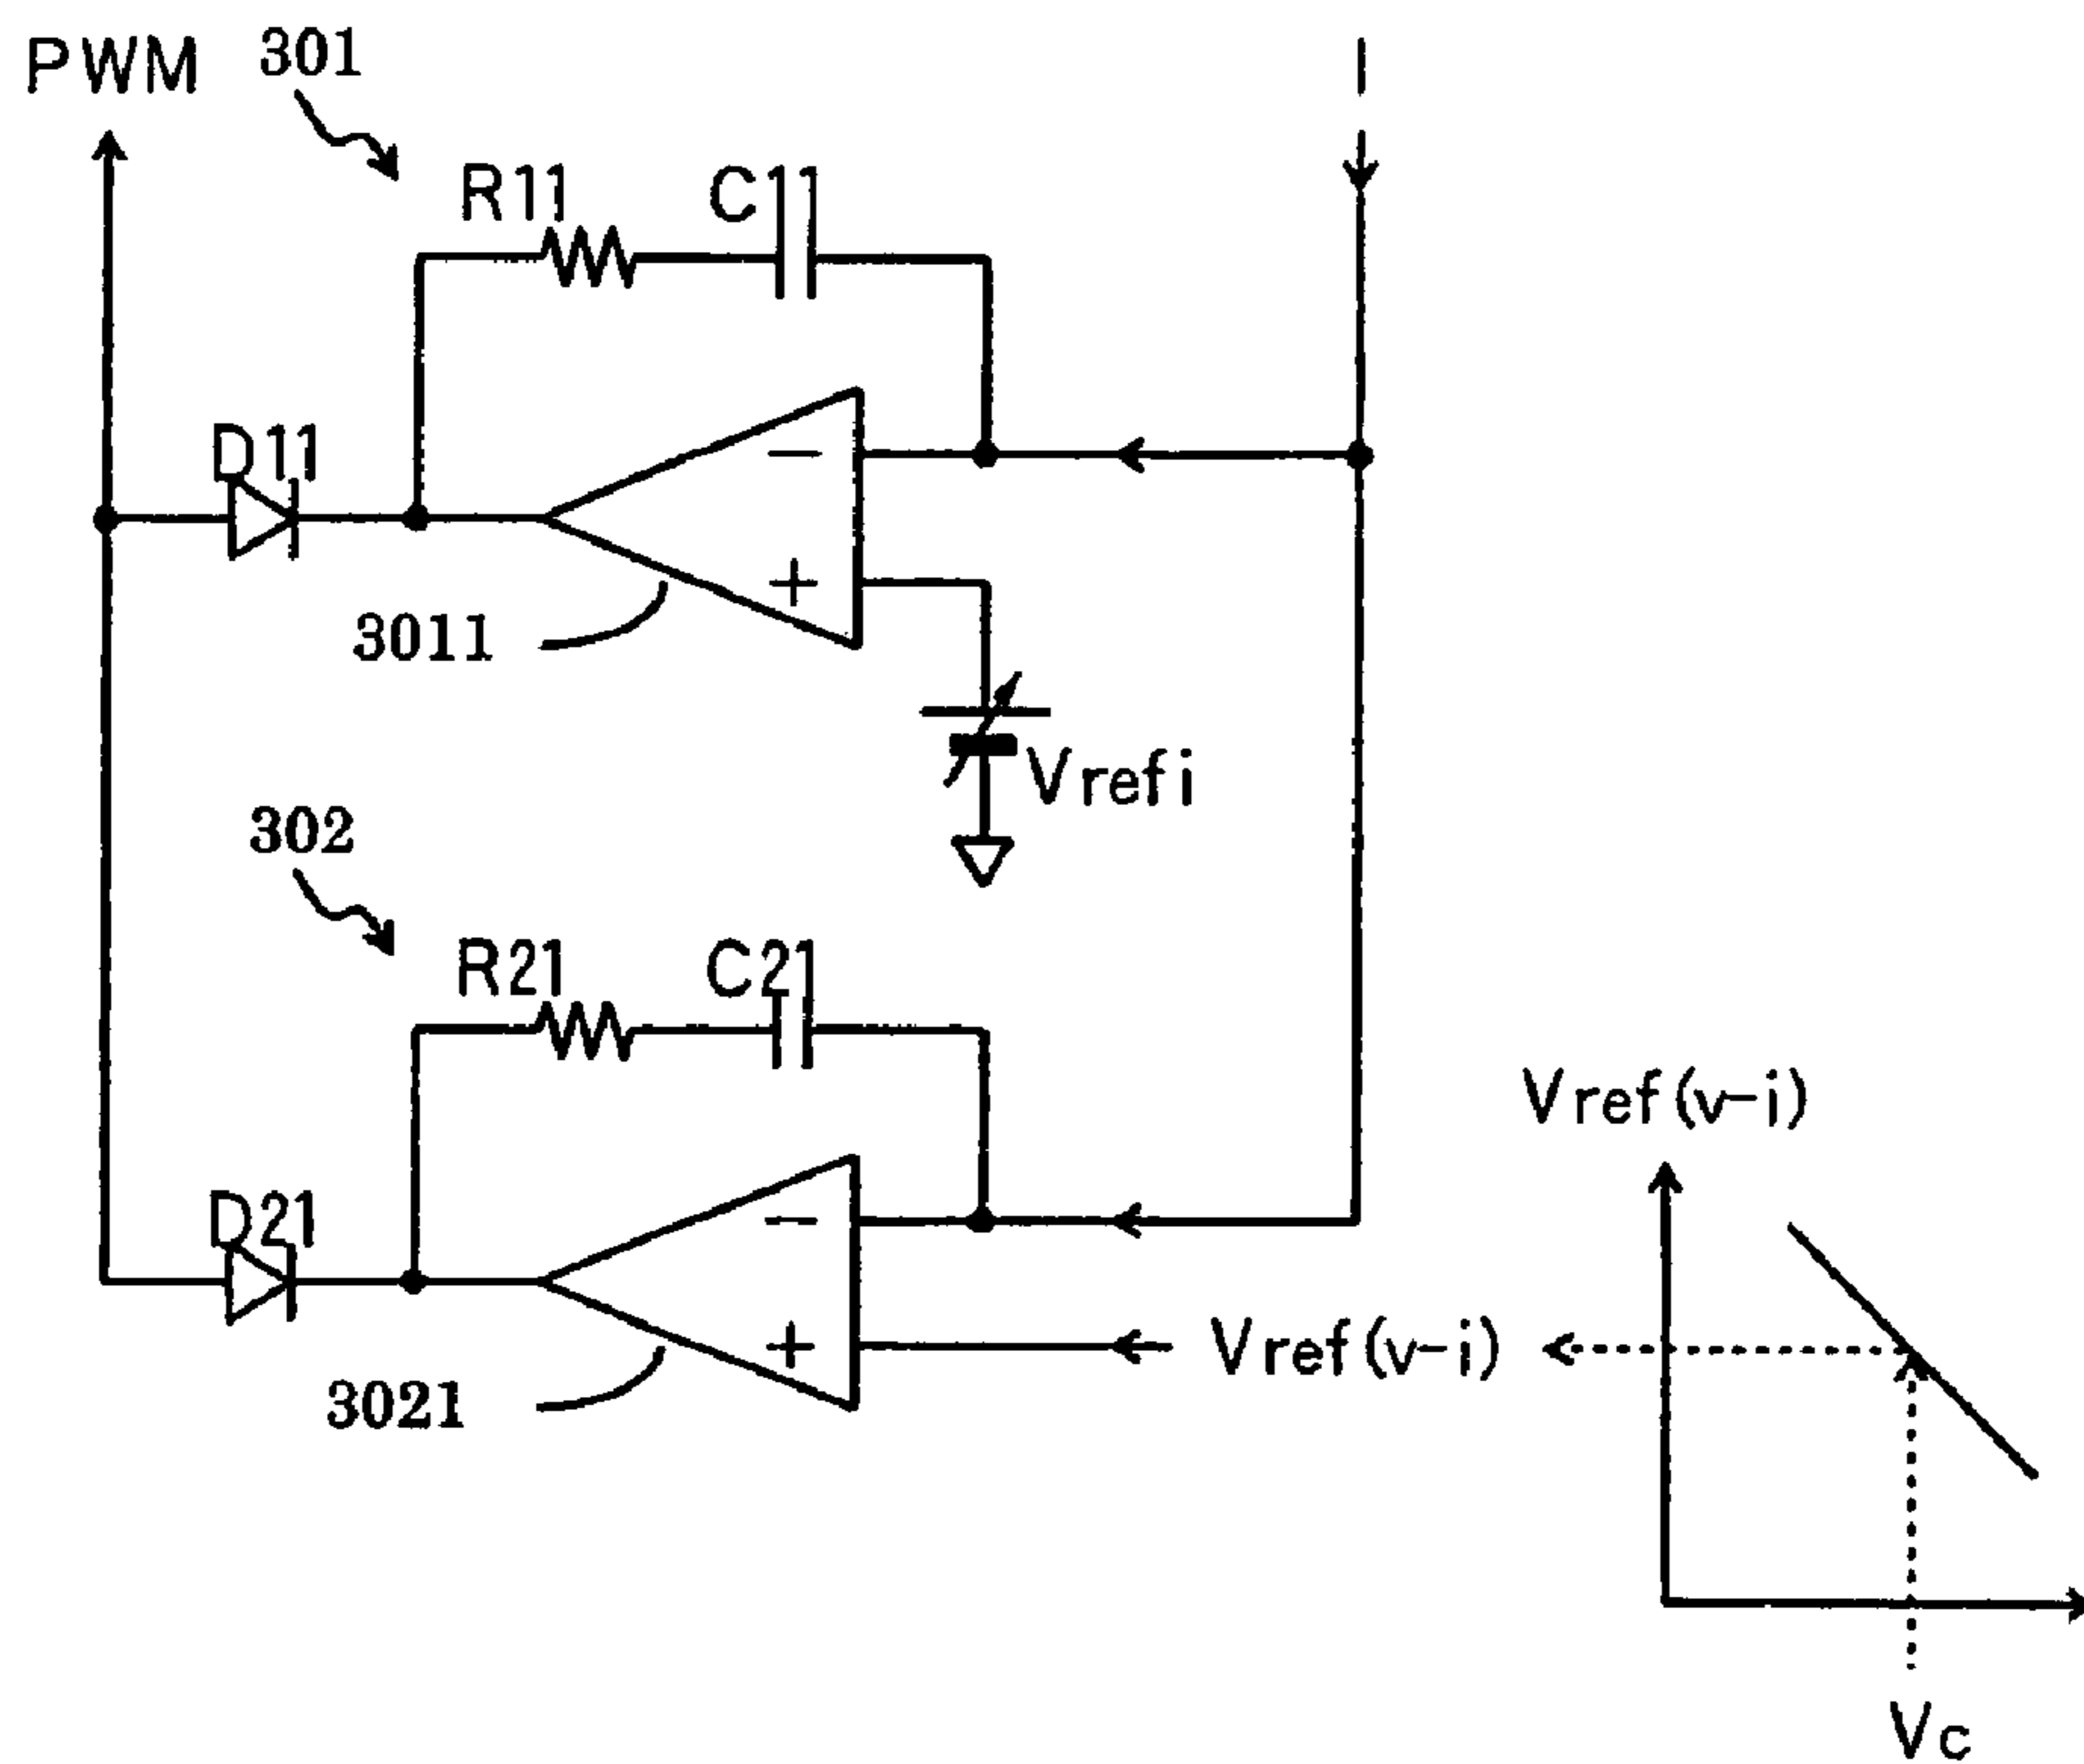 PWM
301
I
R11
C11
D11
−
+
3011
Vrefi
302
R21
C21
Vref(v-i)
D21
−
+
Vref(v-i)
3021
Vc